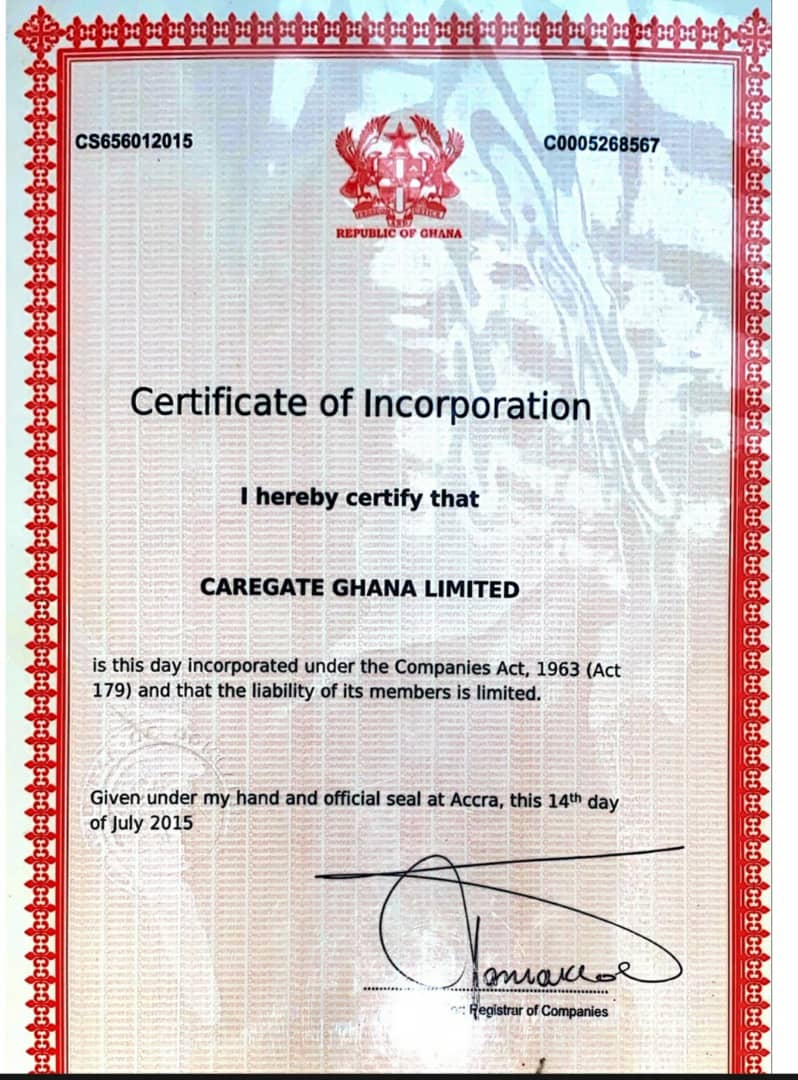 CS656012015
C0005268567
REPUBLIC OF GHANA
Certificate of Incorporation
I hereby certify that
CAREGATE GHANA LIMITED
is this day incorporated under the Companies Act, 1963 (Act
179) and that the liability of its members is limited.
Given under my hand and official seal at Accra, this 14th day
of July 2015
Registrar of Companies